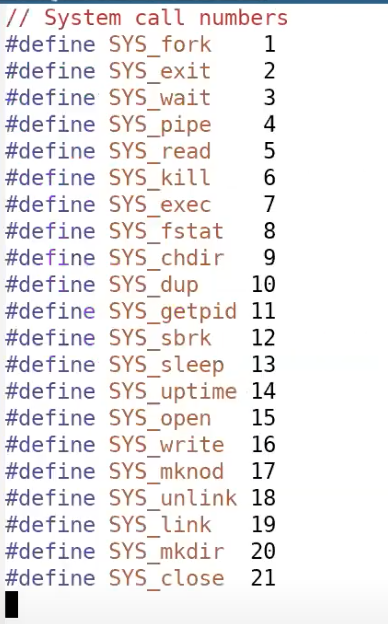 // System call numbers
#define SYS_fork    1
#define SYS_exit    2
#define SYS_wait    3
#define SYS_pipe    4
#define SYS_read    5
#define SYS_kill    6
#define SYS_exec    7
#define SYS_fstat   8
#define SYS_chdir   9
#define SYS_dup    10
#define SYS_getpid 11
#define SYS_sbrk   12
#define SYS_sleep  13
#define SYS_uptime 14
#define SYS_open   15
#define SYS_write  16
#define SYS_mknod  17
#define SYS_unlink 18
#define SYS_link   19
#define SYS_mkdir  20
#define SYS_close  21